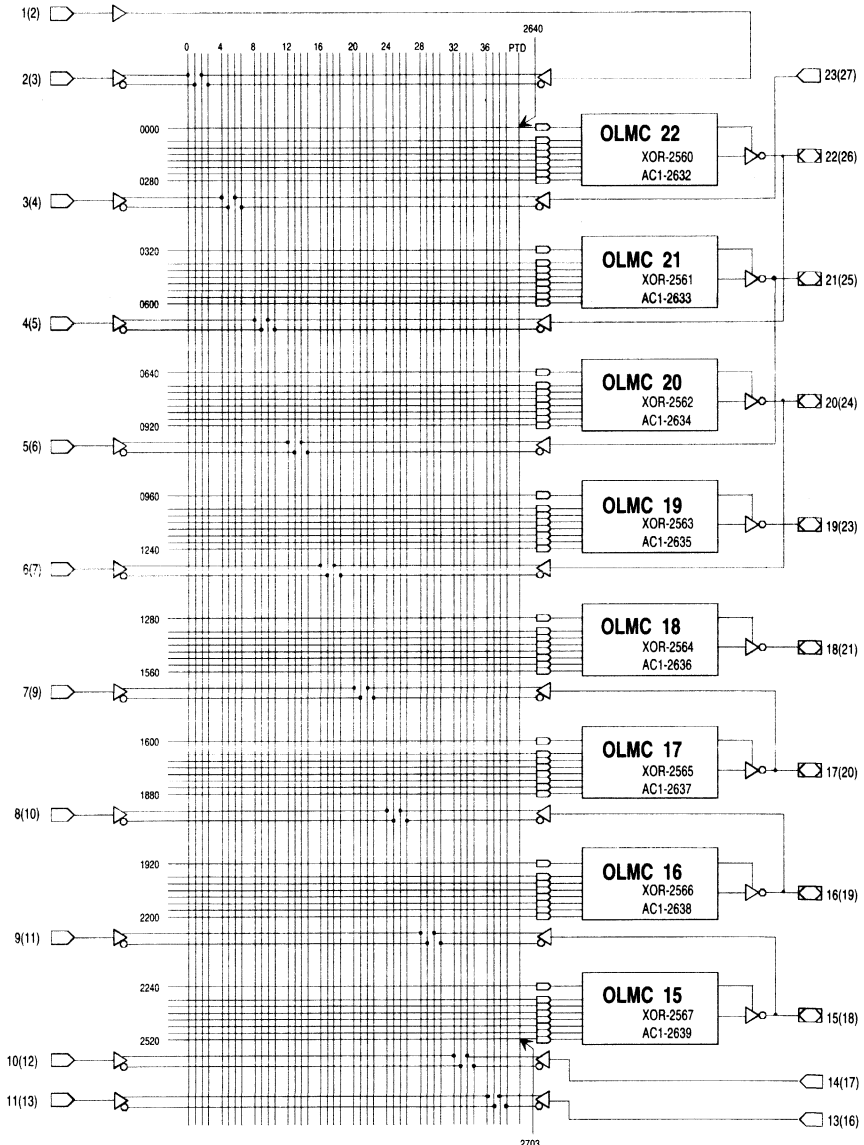 1(2)
2640
0 4 8 12 16 20 24 28 32 36 PTD
2(3)
23(27)
0000
OLMC 22
XOR-2560
22(26)
AC1-2632
0280
3(4)
0320
OLMC 21
XOR-2561
21(25)
AC1-2633
0600
4(5)
0640
OLMC 20
XOR-2562
20(24)
AC1-2634
0920
5(6)
0960
OLMC 19
XOR-2563
19(23)
AC1-2635
1240
6(7)
1280
OLMC 18
XOR-2564
18(21)
AC1-2636
1560
7(9)
1600
OLMC 17
XOR-2565
17(20)
AC1-2637
1880
8(10)
1920
OLMC 16
XOR-2566
16(19)
AC1-2638
2200
9(11)
2240
OLMC 15
XOR-2567
15(18)
AC1-2639
2520
10(12)
14(17)
11(13)
13(16)
2703